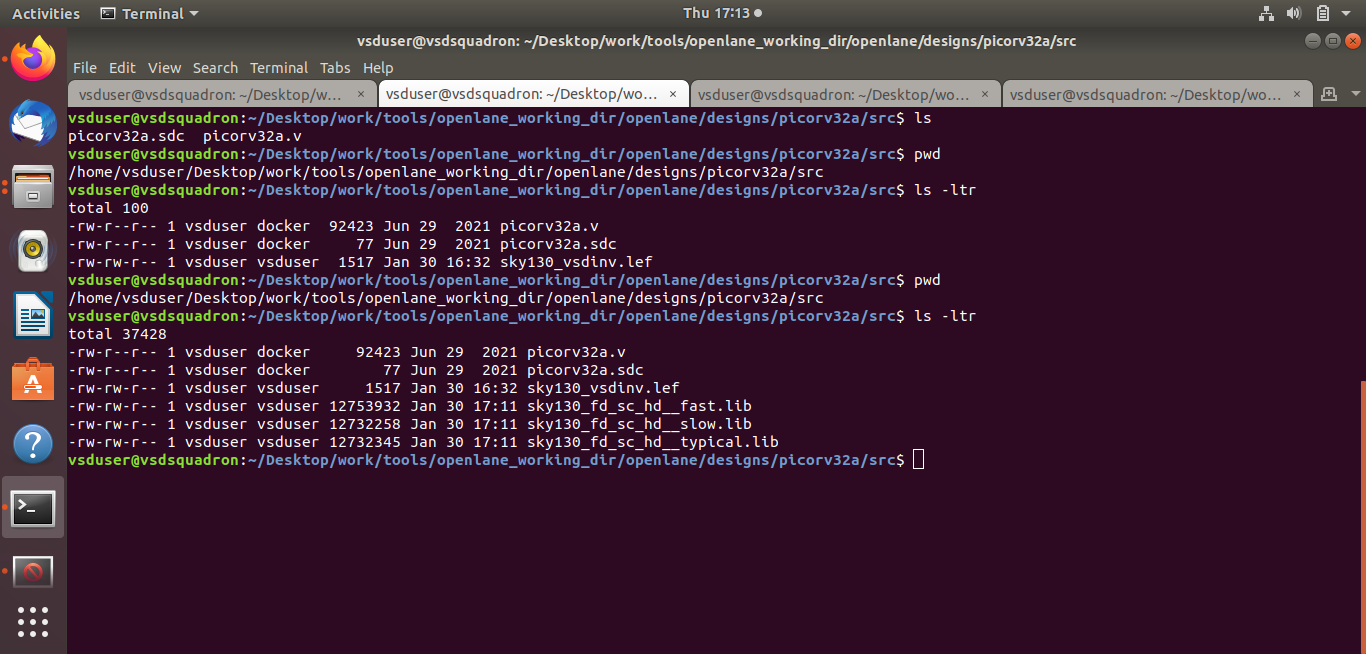 Activities Terminal Thu 17:13
vsduser@vsdsquadron: ~/Desktop/work/tools/openlane_working_dir/openlane/designs/picorv32a/src
File Edit View Search Terminal Tabs Help
vsduser@vsdsquadron: ~/Desktop/w... × vsduser@vsdsquadron: ~/Desktop/wo... × vsduser@vsdsquadron: ~/Desktop/wo... × vsduser@vsdsquadron: ~/Desktop/wo... ×
vsduser@vsdsquadron:~/Desktop/work/tools/openlane_working_dir/openlane/designs/picorv32a/src$ ls
picorv32a.sdc  picorv32a.v
vsduser@vsdsquadron:~/Desktop/work/tools/openlane_working_dir/openlane/designs/picorv32a/src$ pwd
/home/vsduser/Desktop/work/tools/openlane_working_dir/openlane/designs/picorv32a/src
vsduser@vsdsquadron:~/Desktop/work/tools/openlane_working_dir/openlane/designs/picorv32a/src$ ls -ltr
total 100
-rw-r--r-- 1 vsduser docker  92423 Jun 29  2021 picorv32a.v
-rw-r--r-- 1 vsduser docker     77 Jun 29  2021 picorv32a.sdc
-rw-rw-r-- 1 vsduser vsduser  1517 Jan 30 16:32 sky130_vsdinv.lef
vsduser@vsdsquadron:~/Desktop/work/tools/openlane_working_dir/openlane/designs/picorv32a/src$ pwd
/home/vsduser/Desktop/work/tools/openlane_working_dir/openlane/designs/picorv32a/src
vsduser@vsdsquadron:~/Desktop/work/tools/openlane_working_dir/openlane/designs/picorv32a/src$ ls -ltr
total 37428
-rw-r--r-- 1 vsduser docker     92423 Jun 29  2021 picorv32a.v
-rw-r--r-- 1 vsduser docker        77 Jun 29  2021 picorv32a.sdc
-rw-rw-r-- 1 vsduser vsduser     1517 Jan 30 16:32 sky130_vsdinv.lef
-rw-rw-r-- 1 vsduser vsduser 12753932 Jan 30 17:11 sky130_fd_sc_hd__fast.lib
-rw-rw-r-- 1 vsduser vsduser 12732258 Jan 30 17:11 sky130_fd_sc_hd__slow.lib
-rw-rw-r-- 1 vsduser vsduser 12732345 Jan 30 17:11 sky130_fd_sc_hd__typical.lib
vsduser@vsdsquadron:~/Desktop/work/tools/openlane_working_dir/openlane/designs/picorv32a/src$